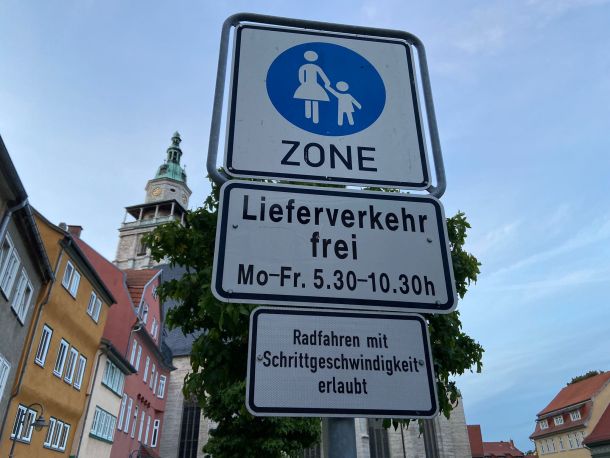 ZONE
Lieferverkehr
frei
Mo-Fr. 5.30-10.30h
Radfahren mit
Schrittgeschwindigkeit
erlaubt